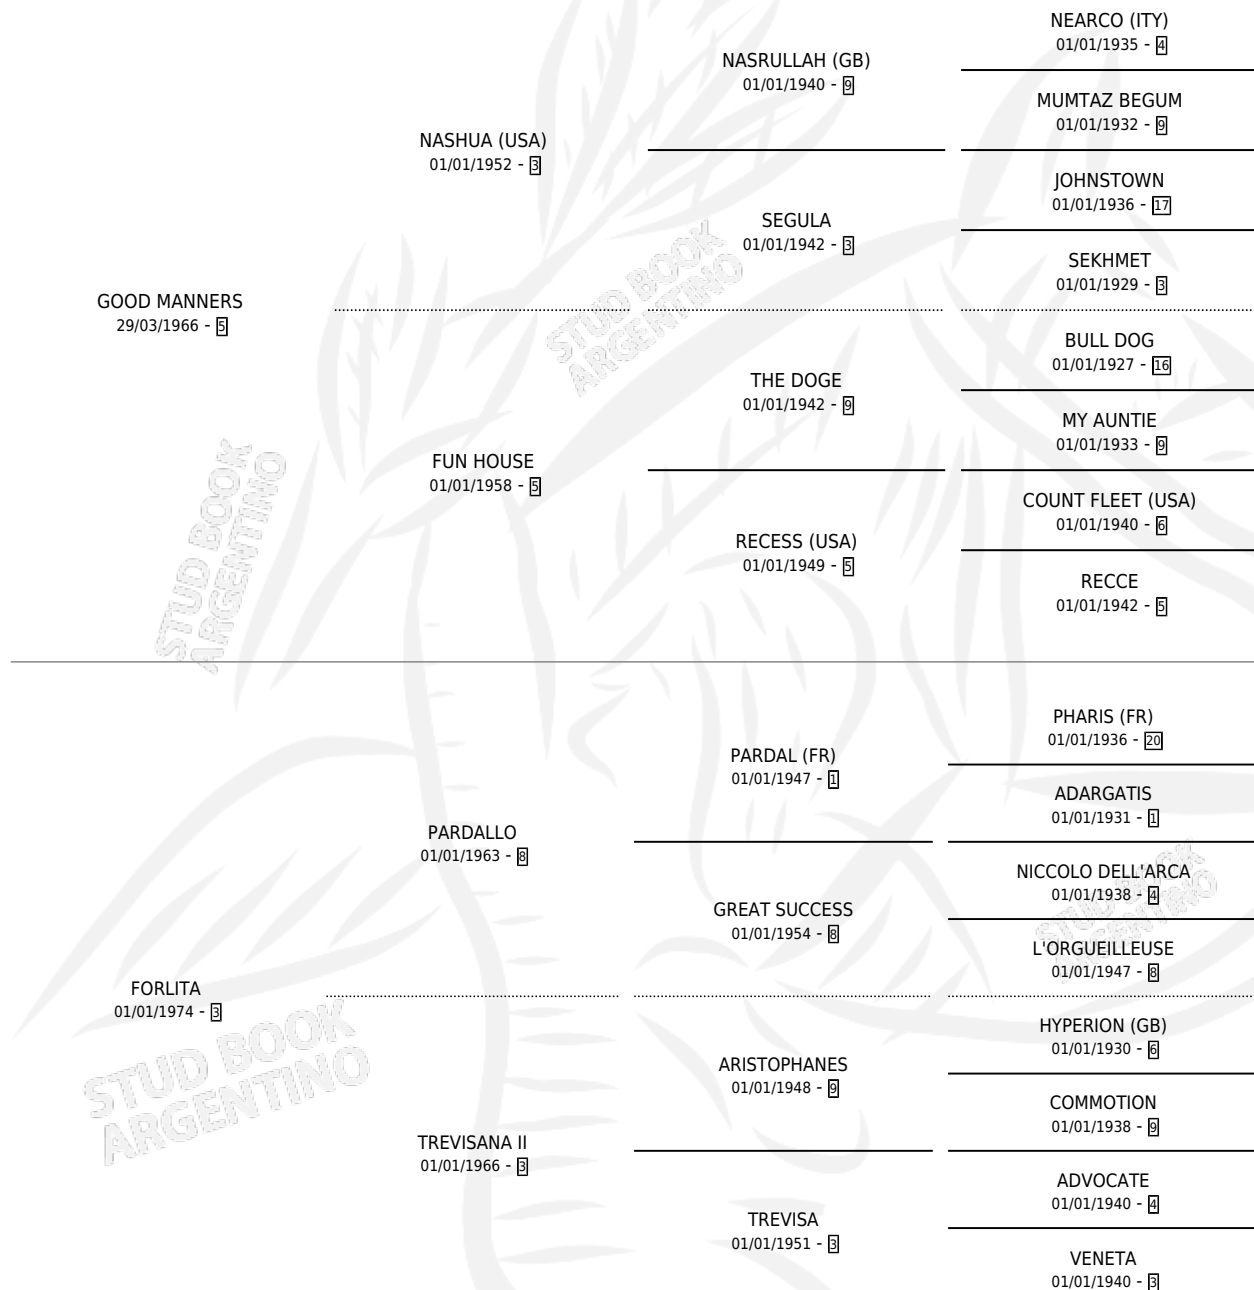 NEARCO (ITY)
01/01/1935 - 4
NASRULLAH (GB)
01/01/1940 - 9
MUMTAZ BEGUM
01/01/1932 - 9
NASHUA (USA)
01/01/1952 - 3
JOHNSTOWN
01/01/1936 - 17
SEGULA
01/01/1942 - 3
SEKHMET
01/01/1929 - 3
GOOD MANNERS
29/03/1966 - 5
BULL DOG
01/01/1927 - 16
THE DOGE
01/01/1942 - 9
MY AUNTIE
01/01/1933 - 9
FUN HOUSE
01/01/1958 - 5
COUNT FLEET (USA)
01/01/1940 - 6
RECESS (USA)
01/01/1949 - 5
RECCE
01/01/1942 - 5
PHARIS (FR)
01/01/1936 - 20
PARDAL (FR)
01/01/1947 - 1
ADARGATIS
01/01/1931 - 1
PARDALLO
01/01/1963 - 8
NICCOLO DELL'ARCA
01/01/1938 - 4
GREAT SUCCESS
01/01/1954 - 8
L'ORGUEILLEUSE
01/01/1947 - 8
FORLITA
01/01/1974 - 3
HYPERION (GB)
01/01/1930 - 6
ARISTOPHANES
01/01/1948 - 9
COMMOTION
01/01/1938 - 9
TREVISANA II
01/01/1966 - 3
ADVOCATE
01/01/1940 - 4
TREVISA
01/01/1951 - 3
VENETA
01/01/1940 - 3
STUD BOOK
ARGENTINO
STUD BOOK
ARGENTINO
STUD BOOK
ARGENTINO
STUD BOOK
ARGENTINO